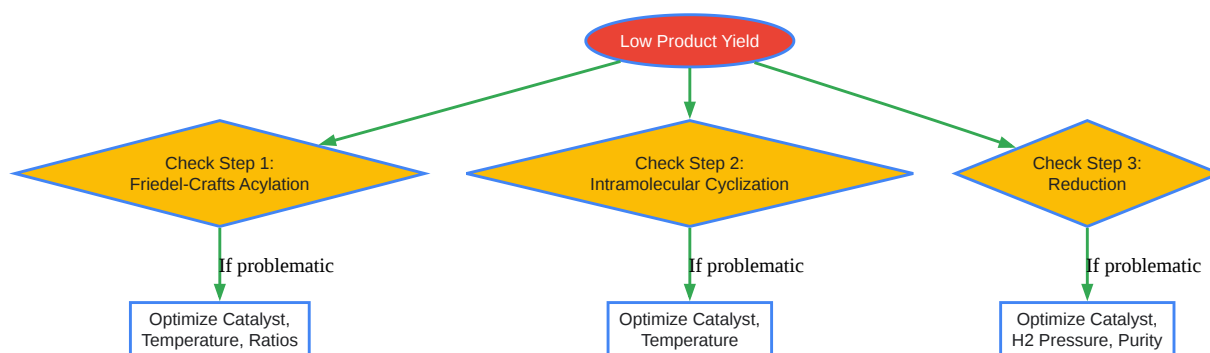 Low Product Yield
Check Step 1:
Friedel-Crafts Acylation
Check Step 2:
Intramolecular Cyclization
Check Step 3:
Reduction
If problematic
If problematic
If problematic
Optimize Catalyst,
Temperature, Ratios
Optimize Catalyst,
Temperature
Optimize Catalyst,
H2 Pressure, Purity